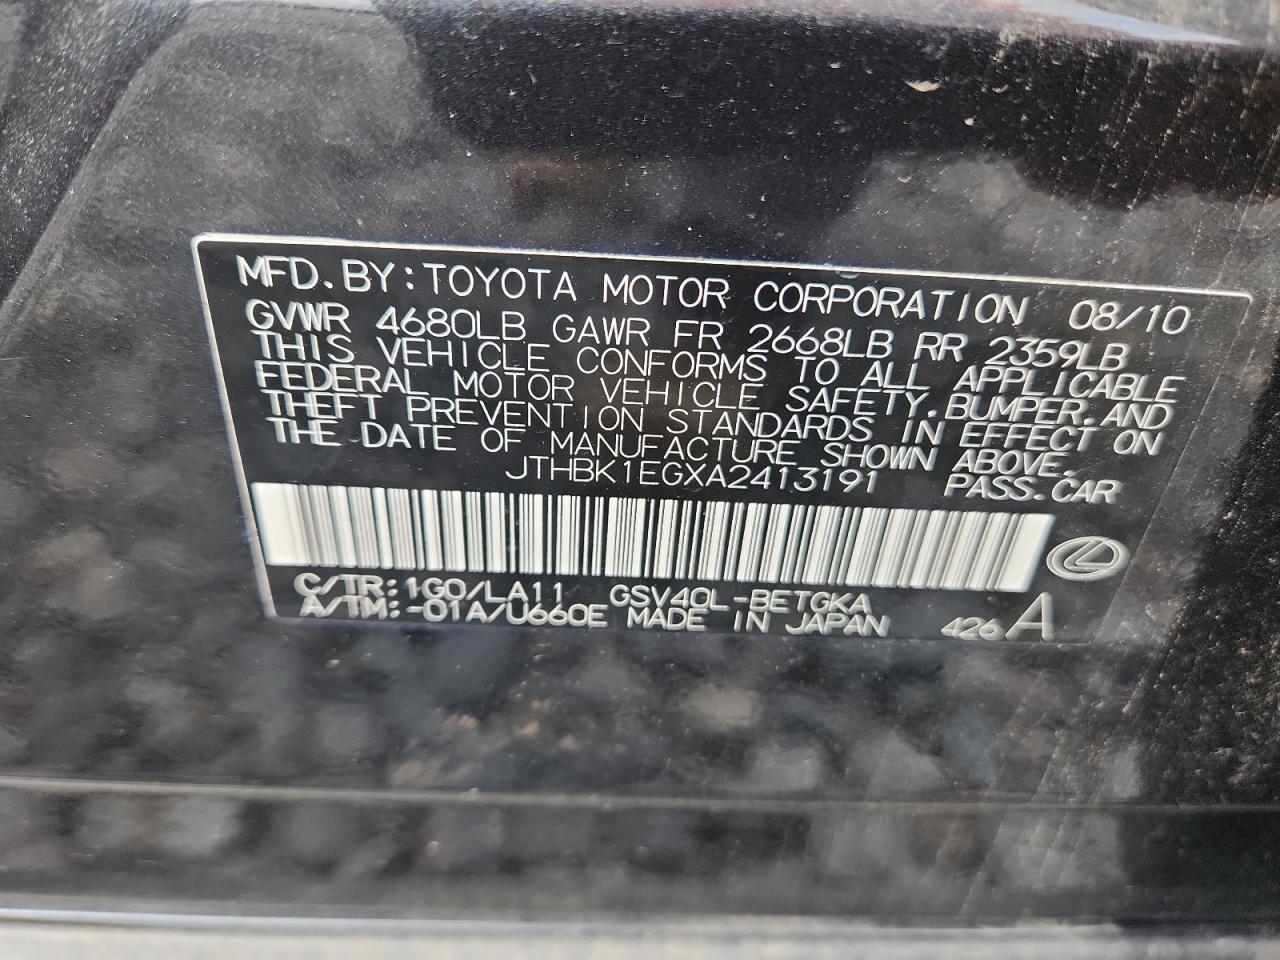 MFD.BY:TOYOTA MOTOR CORPORATION 08/10
GVWR 4680LB GAWR FR 2668LB RR 2359LB
THIS VEHICLE CONFORMS TO ALL APPLICABLE
FEDERAL MOTOR VEHICLE SAFETY,BUMPER,AND
THEFT PREVENTION STANDARDS IN EFFECT ON
THE DATE OF MANUFACTURE SHOWN ABOVE.
JTHBK1EGXA2413191 PASS.CAR
C/TR:1G0/LA11 GSV40L-BETGKA
A/TM:-01A/U660E MADE IN JAPAN 426 A